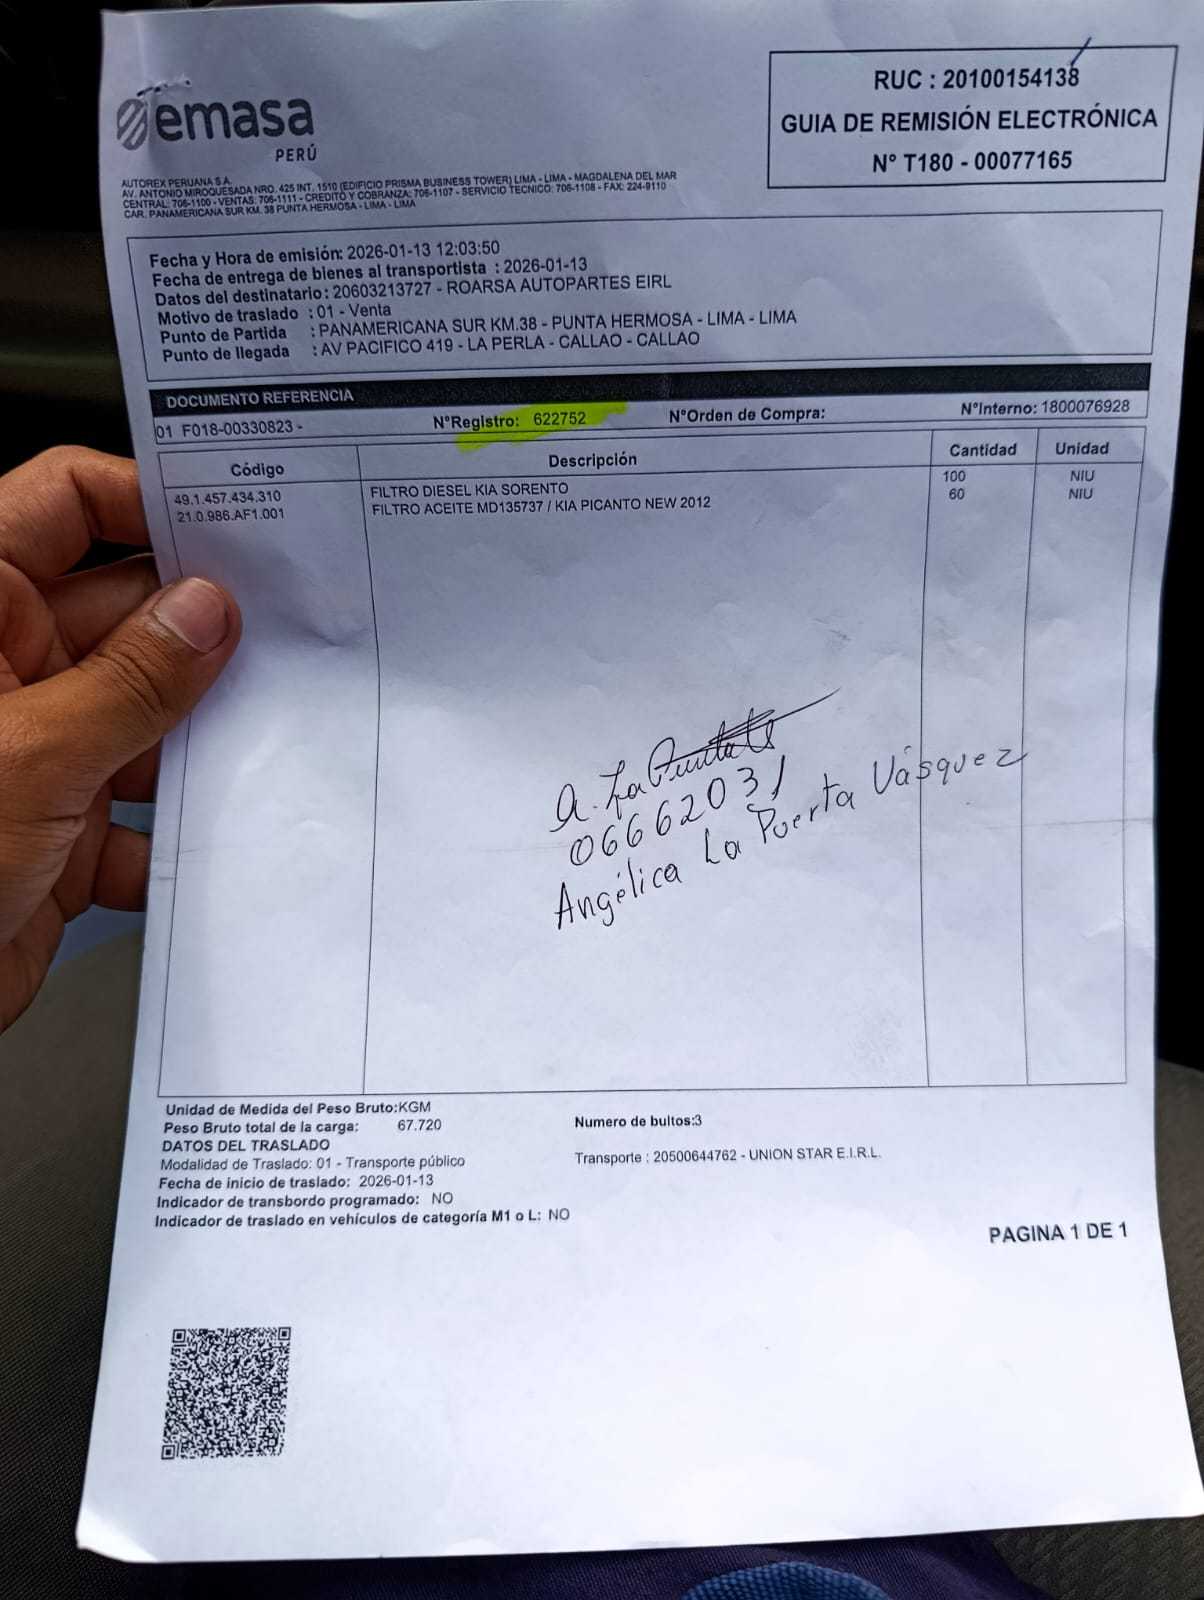 emasa
PERÚ
RUC : 20100154138
GUIA DE REMISIÓN ELECTRÓNICA
N° T180 - 00077165
AUTOREX PERUANA S.A.
AV. ANTONIO MIROQUESADA NRO. 425 INT. 1510 (EDIFICIO PRISMA BUSINESS TOWER) LIMA - LIMA - MAGDALENA DEL MAR
CENTRAL: 706-1100 - VENTAS: 706-1111 - CREDITO Y COBRANZA: 706-1107 - SERVICIO TECNICO: 706-1108 - FAX: 224-9110
CAR. PANAMERICANA SUR KM. 38 PUNTA HERMOSA - LIMA - LIMA
Fecha y Hora de emisión: 2026-01-13 12:03:50
Fecha de entrega de bienes al transportista : 2026-01-13
Datos del destinatario : 20603213727 - ROARSA AUTOPARTES EIRL
Motivo de traslado : 01 - Venta
Punto de Partida : PANAMERICANA SUR KM.38 - PUNTA HERMOSA - LIMA - LIMA
Punto de llegada : AV PACIFICO 419 - LA PERLA - CALLAO - CALLAO
DOCUMENTO REFERENCIA
01 F018-00330823 - N°Registro: 622752 N°Orden de Compra: N°Interno: 1800076928
Código Descripción Cantidad Unidad
49.1.457.434.310 FILTRO DIESEL KIA SORENTO 100 NIU
21.0.986.AF1.001 FILTRO ACEITE MD135737 / KIA PICANTO NEW 2012 60 NIU
A. La
06662031
Angélica La Puerta Vásquez
Unidad de Medida del Peso Bruto:KGM
Peso Bruto total de la carga: 67.720 Numero de bultos:3
DATOS DEL TRASLADO
Modalidad de Traslado: 01 - Transporte público Transporte : 20500644762 - UNION STAR E.I.R.L.
Fecha de inicio de traslado: 2026-01-13
Indicador de transbordo programado: NO
Indicador de traslado en vehículos de categoría M1 o L: NO
PAGINA 1 DE 1